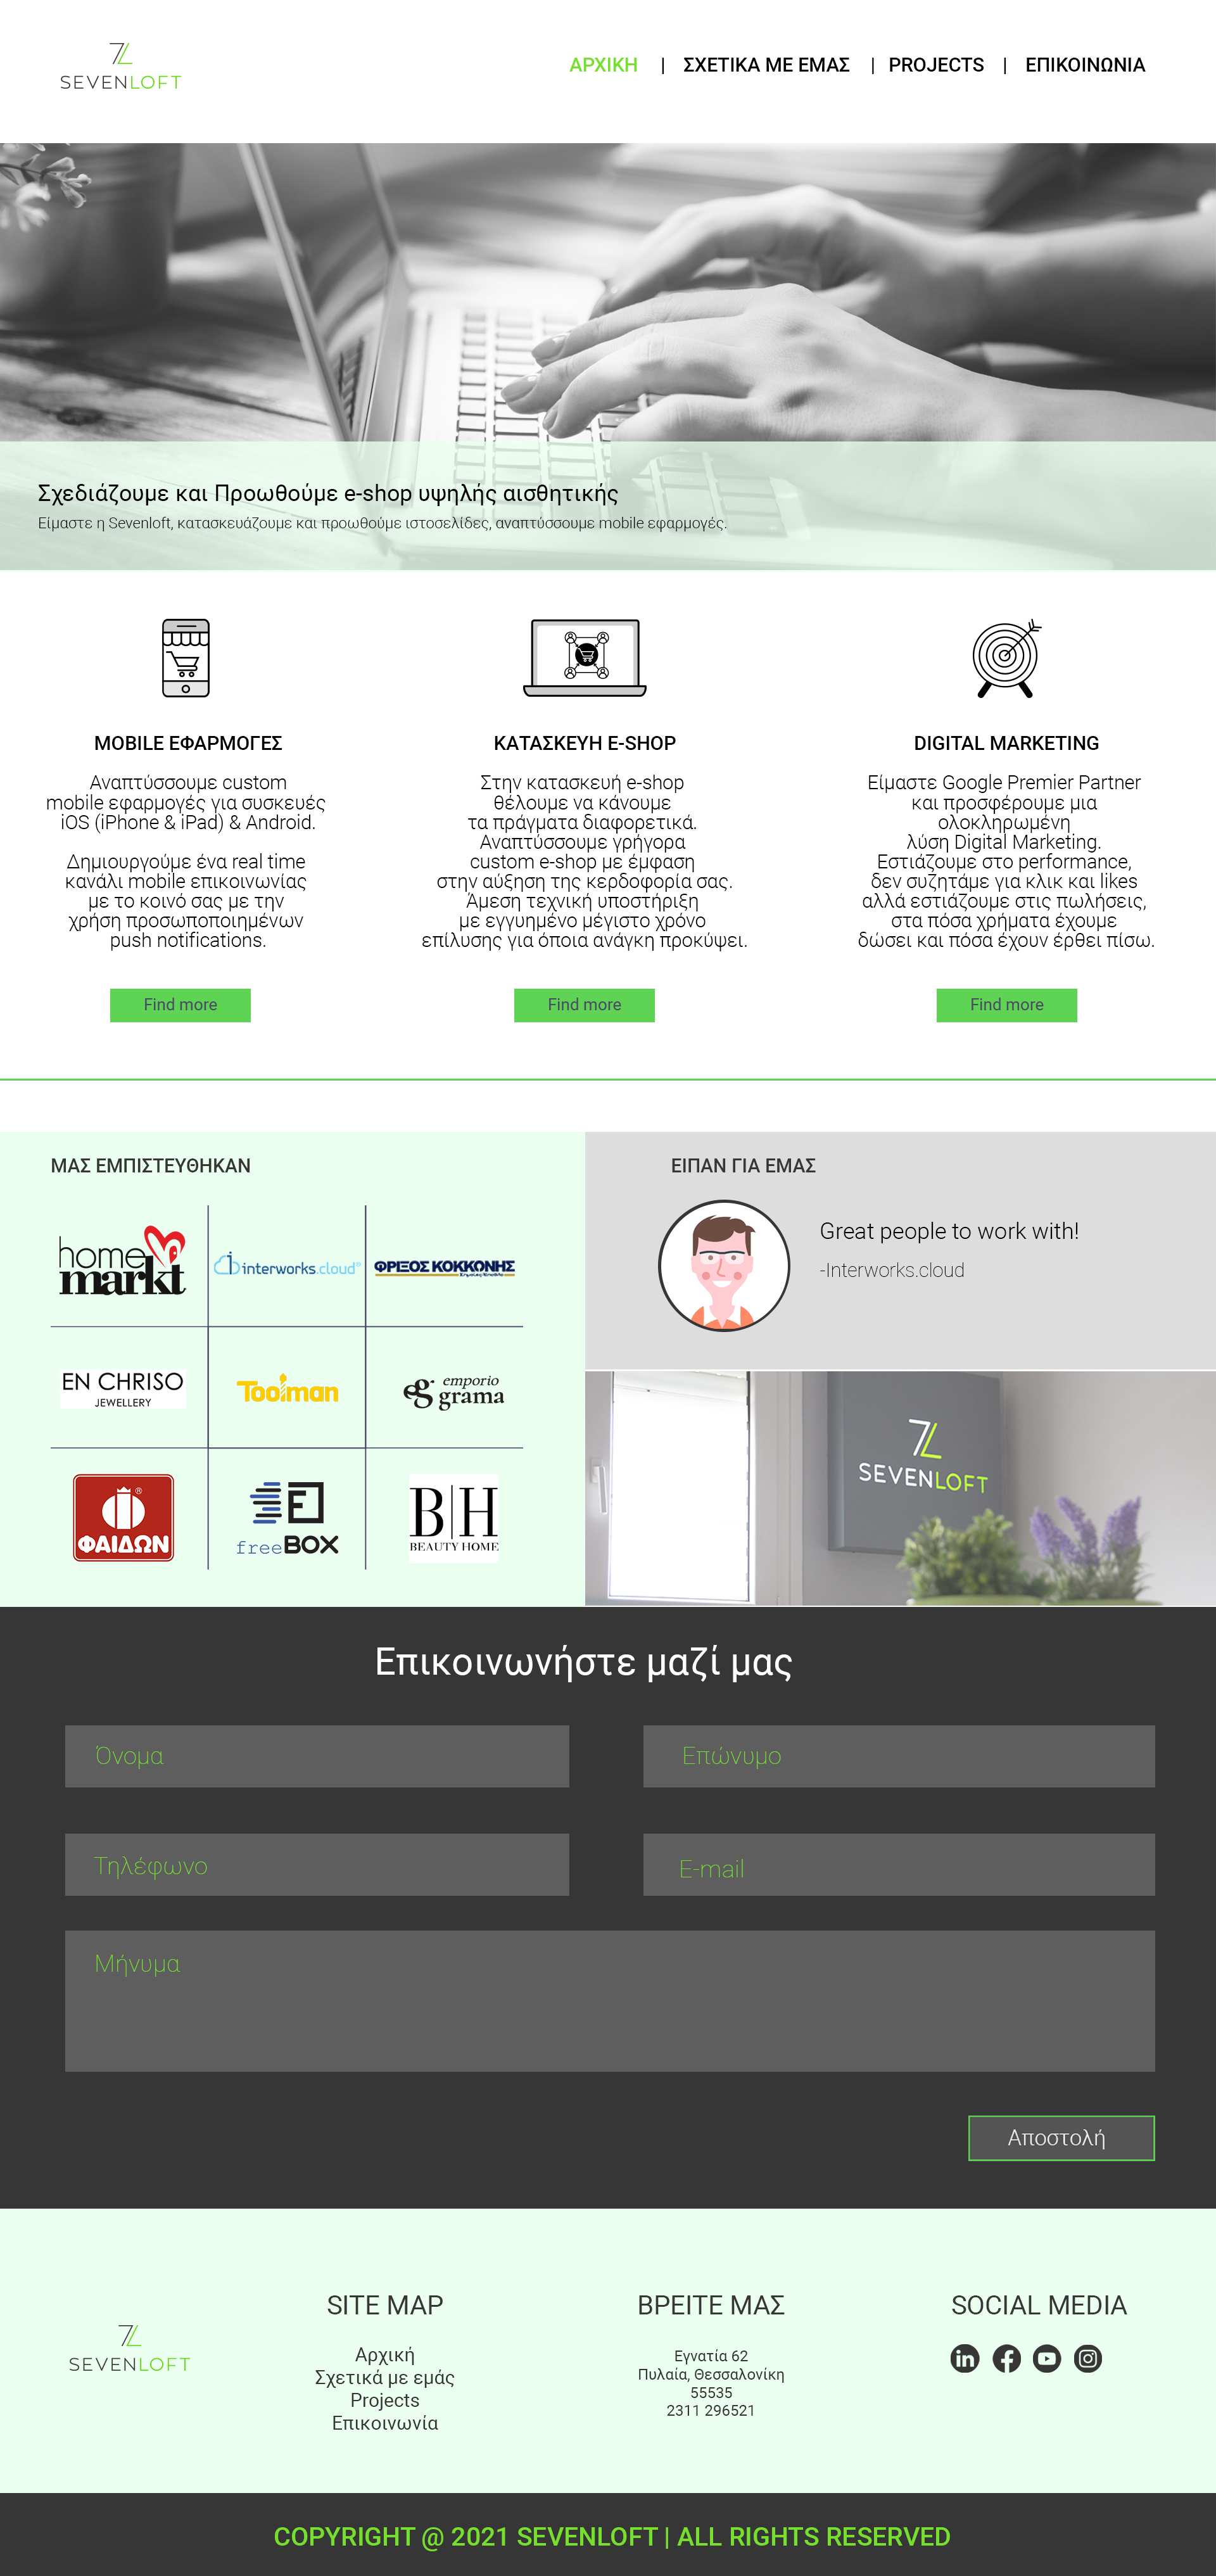 7L
SEVENLOFT
ΑΡΧΙΚΗ | ΣΧΕΤΙΚΑ ΜΕ ΕΜΑΣ | PROJECTS | ΕΠΙΚΟΙΝΩΝΙΑ
Σχεδιάζουμε και Προωθούμε e-shop υψηλής αισθητικής
Είμαστε η Sevenloft, κατασκευάζουμε και προωθούμε ιστοσελίδες, αναπτύσσουμε mobile εφαρμογές.
MOBILE ΕΦΑΡΜΟΓΕΣ
Αναπτύσσουμε custom
mobile εφαρμογές για συσκευές
iOS (iPhone & iPad) & Android.
Δημιουργούμε ένα real time
κανάλι mobile επικοινωνίας
με το κοινό σας με την
χρήση προσωποποιημένων
push notifications.
Find more
ΚΑΤΑΣΚΕΥΗ E-SHOP
Στην κατασκευή e-shop
θέλουμε να κάνουμε
τα πράγματα διαφορετικά.
Αναπτύσσουμε γρήγορα
custom e-shop με έμφαση
στην αύξηση της κερδοφορία σας.
Άμεση τεχνική υποστήριξη
με εγγυημένο μέγιστο χρόνο
επίλυσης για όποια ανάγκη προκύψει.
Find more
DIGITAL MARKETING
Είμαστε Google Premier Partner
και προσφέρουμε μια
ολοκληρωμένη
λύση Digital Marketing.
Εστιάζουμε στο performance,
δεν συζητάμε για κλικ και likes
αλλά εστιάζουμε στις πωλήσεις,
στα πόσα χρήματα έχουμε
δώσει και πόσα έχουν έρθει πίσω.
Find more
ΜΑΣ ΕΜΠΙΣΤΕΥΘΗΚΑΝ
home
markt
interworks.cloud®
ΦΡΙΞΟΣ ΚΟΚΚΩΝΗΣ
EN CHRISO
JEWELLERY
Toolman
eg emporio
grama
®
ΦΑΙΔΩΝ
freeBOX
B|H
BEAUTY HOME
ΕΙΠΑΝ ΓΙΑ ΕΜΑΣ
Great people to work with!
-Interworks.cloud
7L
SEVENLOFT
Επικοινωνήστε μαζί μας
Όνομα
Επώνυμο
Τηλέφωνο
E-mail
Μήνυμα
Αποστολή
7L
SEVENLOFT
SITE MAP
Αρχική
Σχετικά με εμάς
Projects
Επικοινωνία
ΒΡΕΙΤΕ ΜΑΣ
Εγνατία 62
Πυλαία, Θεσσαλονίκη
55535
2311 296521
SOCIAL MEDIA
in
COPYRIGHT @ 2021 SEVENLOFT | ALL RIGHTS RESERVED